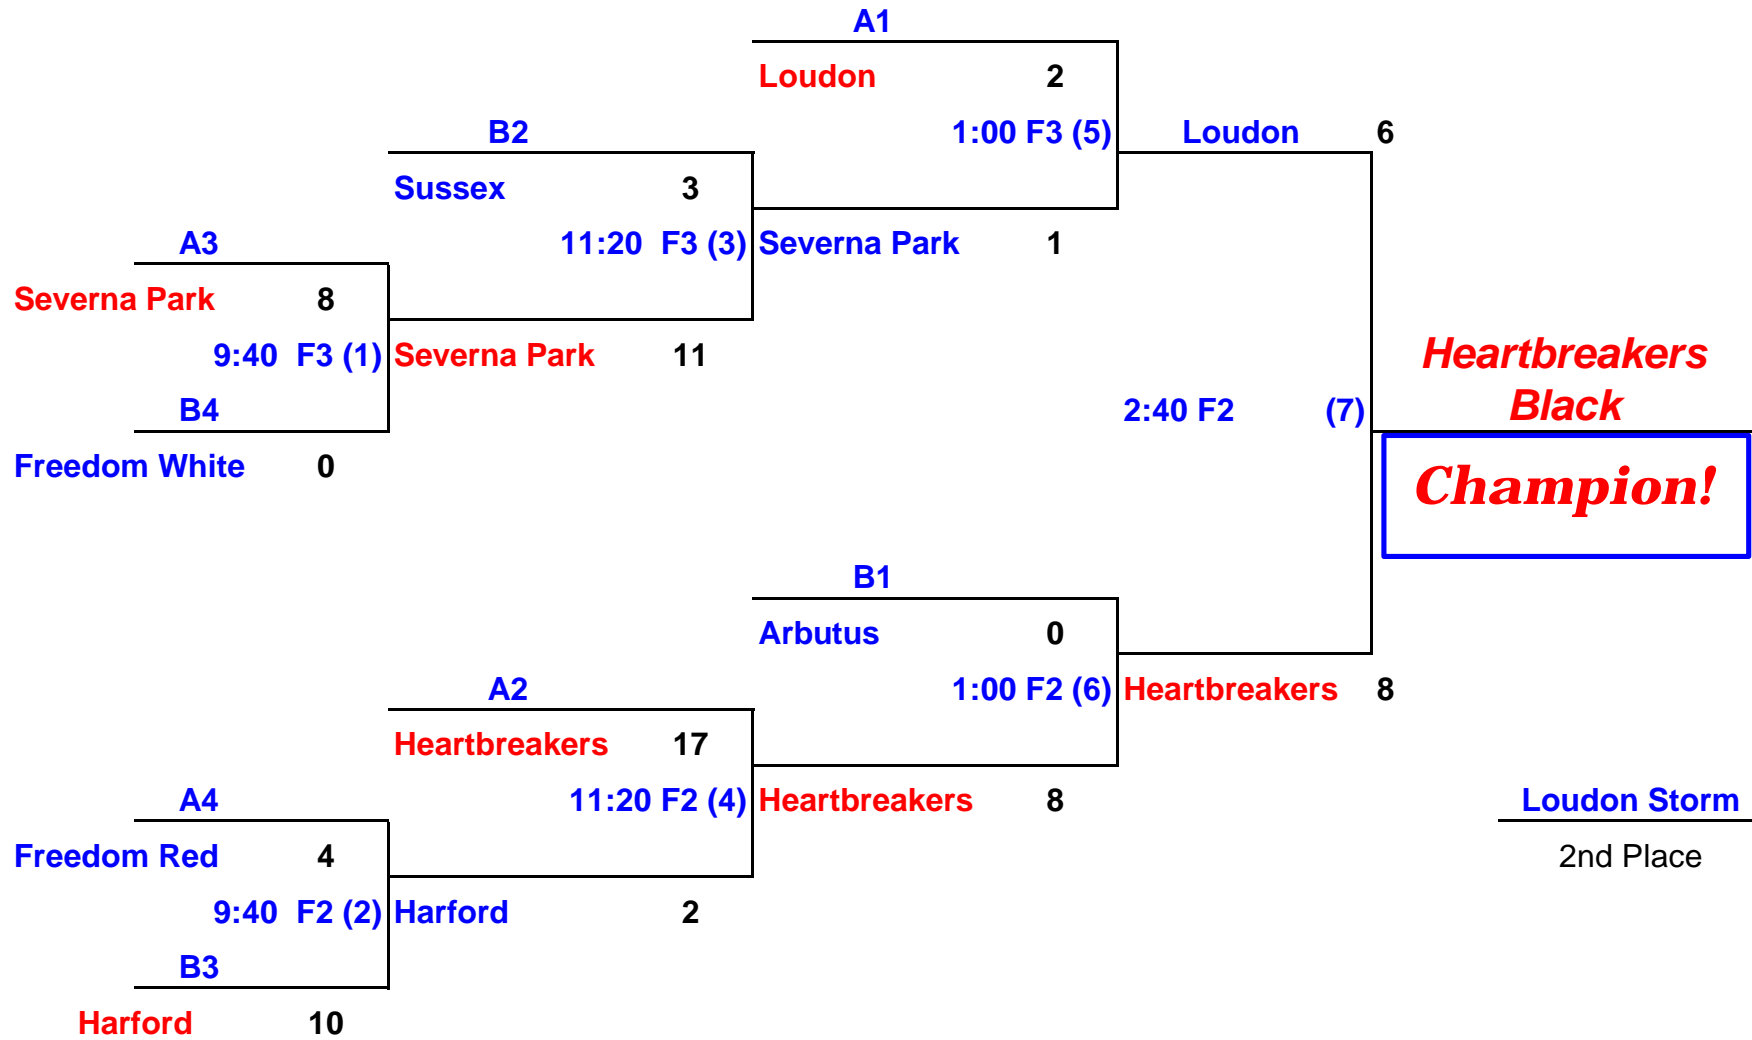 A1
Loudon 2
B2 1:00 F3 (5) Loudon 6
Sussex 3
A3 11:20 F3 (3) Severna Park 1
Severna Park 8
9:40 F3 (1) Severna Park 11 Heartbreakers
B4 2:40 F2 (7) Black
Freedom White 0 Champion!
B1
Arbutus 0
A2 1:00 F2 (6) Heartbreakers 8
Heartbreakers 17
A4 11:20 F2 (4) Heartbreakers 8 Loudon Storm
Freedom Red 4 2nd Place
9:40 F2 (2) Harford 2
B3
Harford 10